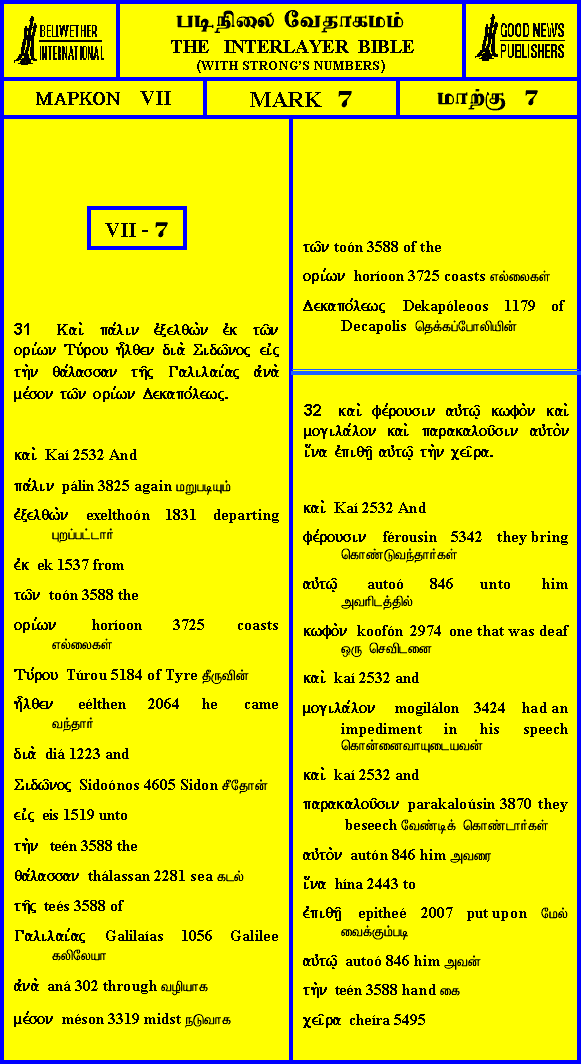 BELLWETHER
INTERNATIONAL
படிநிலை வேதாகமம்
THE INTERLAYER BIBLE
(WITH STRONG'S NUMBERS)
GOOD NEWS
PUBLISHERS
ΜΑΡΚΟΝ VII
MARK 7
மாற்கு 7
VII - 7
31 Καὶ πάλιν ἐξελθὼν ἐκ τῶν
ορίων Τύρου ἦλθεν διὰ Σιδῶνος εἰς
τὴν θάλασσαν τῆς Γαλιλαίας ἀνὰ
μέσον τῶν ορίων Δεκαπόλεως.
καὶ Kaí 2532 And
πάλιν pálin 3825 again மறுபடியும்
ἐξελθὼν exelthoón 1831 departing
புறப்பட்டார்
ἐκ ek 1537 from
τῶν toón 3588 the
ορίων horíoon 3725 coasts
எல்லைகள்
Τύρου Túrou 5184 of Tyre தீருவின்
ἦλθεν eélthen 2064 he came
வந்தார்
διὰ diá 1223 and
Σιδῶνος Sidoónos 4605 Sidon சீதோன்
εἰς eis 1519 unto
τὴν teén 3588 the
θάλασσαν thálassan 2281 sea கடல்
τῆς teés 3588 of
Γαλιλαίας Galilaías 1056 Galilee
கலிலேயா
ἀνὰ aná 302 through வழியாக
μέσον méson 3319 midst நடுவாக
τῶν toón 3588 of the
ορίων horíoon 3725 coasts எல்லைகள்
Δεκαπόλεως Dekapóleoos 1179 of
Decapolis தெக்கப்போலியின்
32 καὶ φέρουσιν αὐτῷ κωφὸν καὶ
μογιλάλον καὶ παρακαλοῦσιν αὐτὸν
ἵνα ἐπιθῇ αὐτῷ τὴν χεῖρα.
καὶ Kaí 2532 And
φέρουσιν férousin 5342 they bring
கொண்டுவந்தார்கள்
αὐτῷ autoó 846 unto him
அவரிடத்தில்
κωφὸν koofón 2974 one that was deaf
ஒரு செவிடனை
καὶ kaí 2532 and
μογιλάλον mogilálon 3424 had an
impediment in his speech
கொன்னைவாயுடையவன்
καὶ kaí 2532 and
παρακαλοῦσιν parakaloúsin 3870 they
beseech வேண்டிக் கொண்டார்கள்
αὐτὸν autón 846 him அவரை
ἵνα hína 2443 to
ἐπιθῇ epitheé 2007 put upon மேல்
வைக்கும்படி
αὐτῷ autoó 846 him அவன்
τὴν teén 3588 hand கை
χεῖρα cheíra 5495